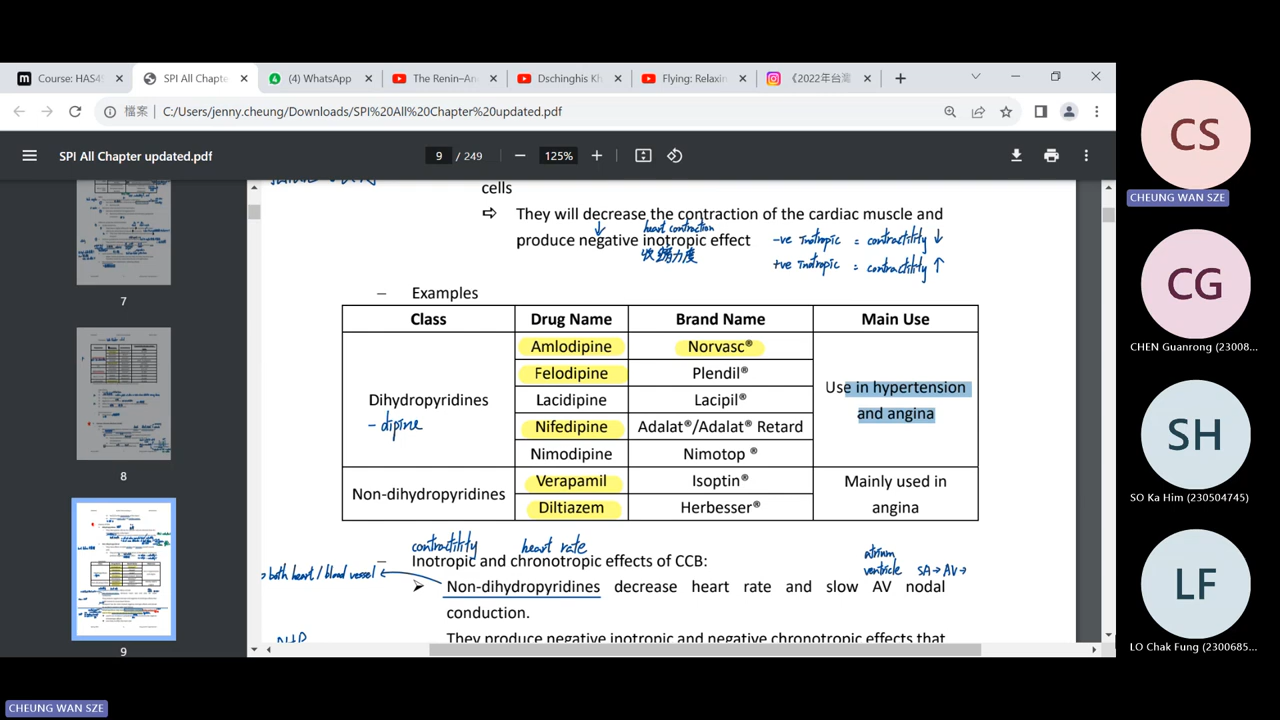 Course: HAS4
SPI All Chapte
(4) WhatsApp
The Renin–An
Dschinghis Kh
Flying: Relaxin
《2022年台灣
檔案
C:/Users/jenny.cheung/Downloads/SPI%20All%20Chapter%20updated.pdf
SPI All Chapter updated.pdf
9 / 249
125%
7
8
9
cells
They will decrease the contraction of the cardiac muscle and
↓ heart contraction
produce negative inotropic effect
收縮力度
-ve inotropic = contractility ↓
+ve inotropic = contractility ↑
– Examples
Class Drug Name Brand Name Main Use
Dihydropyridines
- dipine
Amlodipine Norvasc®
Felodipine Plendil®
Lacidipine Lacipil®
Nifedipine Adalat®/Adalat® Retard
Nimodipine Nimotop ®
Use in hypertension
and angina
Non-dihydropyridines
Verapamil Isoptin®
Diltiazem Herbesser®
Mainly used in
angina
contractility heart rate
– Inotropic and chronotropic effects of CCB:
atrium
ventricle SA→AV→
both heart / blood vessel
Non-dihydropyridines decrease heart rate and slow AV nodal
conduction.
They produce negative inotropic and negative chronotropic effects that
CS
CHEUNG WAN SZE
CG
CHEN Guanrong (23008...
SH
SO Ka Him (230504745)
LF
LO Chak Fung (2300685...
CHEUNG WAN SZE